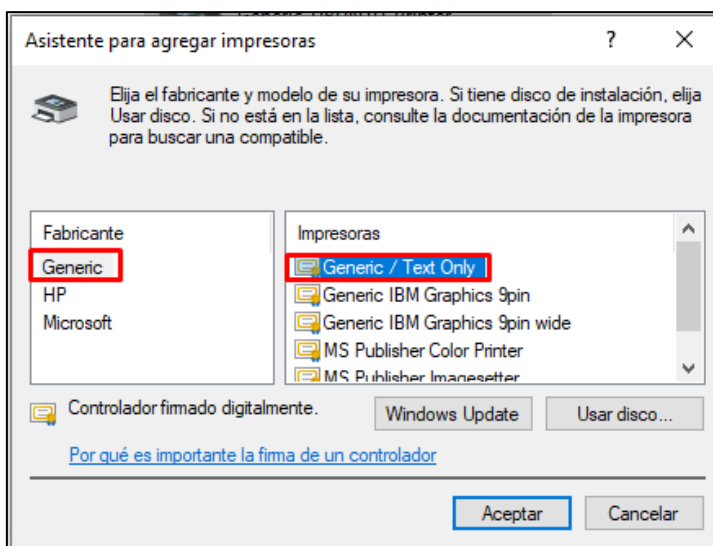 Asistente para agregar impresoras
?
Elija el fabricante y modelo de su impresora. Si tiene disco de instalación, elija
Usar disco. Si no está en la lista, consulte la documentación de la impresora
para buscar una compatible.
Fabricante
Generic
HP
Microsoft
Impresoras
Generic / Text Only
Generic IBM Graphics 9pin
Generic IBM Graphics 9pin wide
MS Publisher Color Printer
MS Publisher Imagesetter
Controlador firmado digitalmente.
Windows Update
Usar disco...
Por qué es importante la firma de un controlador
Aceptar
Cancelar